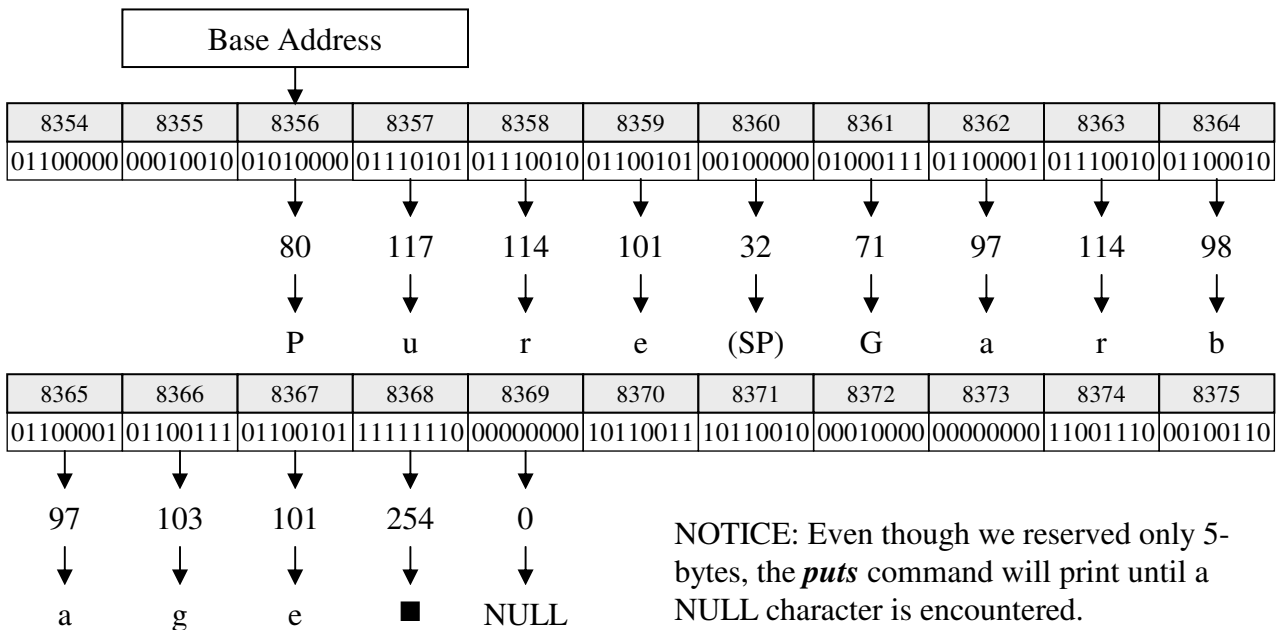 Base Address
8354 8355 8356 8357 8358 8359 8360 8361 8362 8363 8364
01100000 00010010 01010000 01110101 01110010 01100101 00100000 01000111 01100001 01110010 01100010
80 117 114 101 32 71 97 114 98
P u r e (SP) G a r b
8365 8366 8367 8368 8369 8370 8371 8372 8373 8374 8375
01100001 01100111 01100101 11111110 00000000 10110011 10110010 00010000 00000000 11001110 00100110
97 103 101 254 0
a g e ■ NULL
NOTICE: Even though we reserved only 5-
bytes, the puts command will print until a
NULL character is encountered.